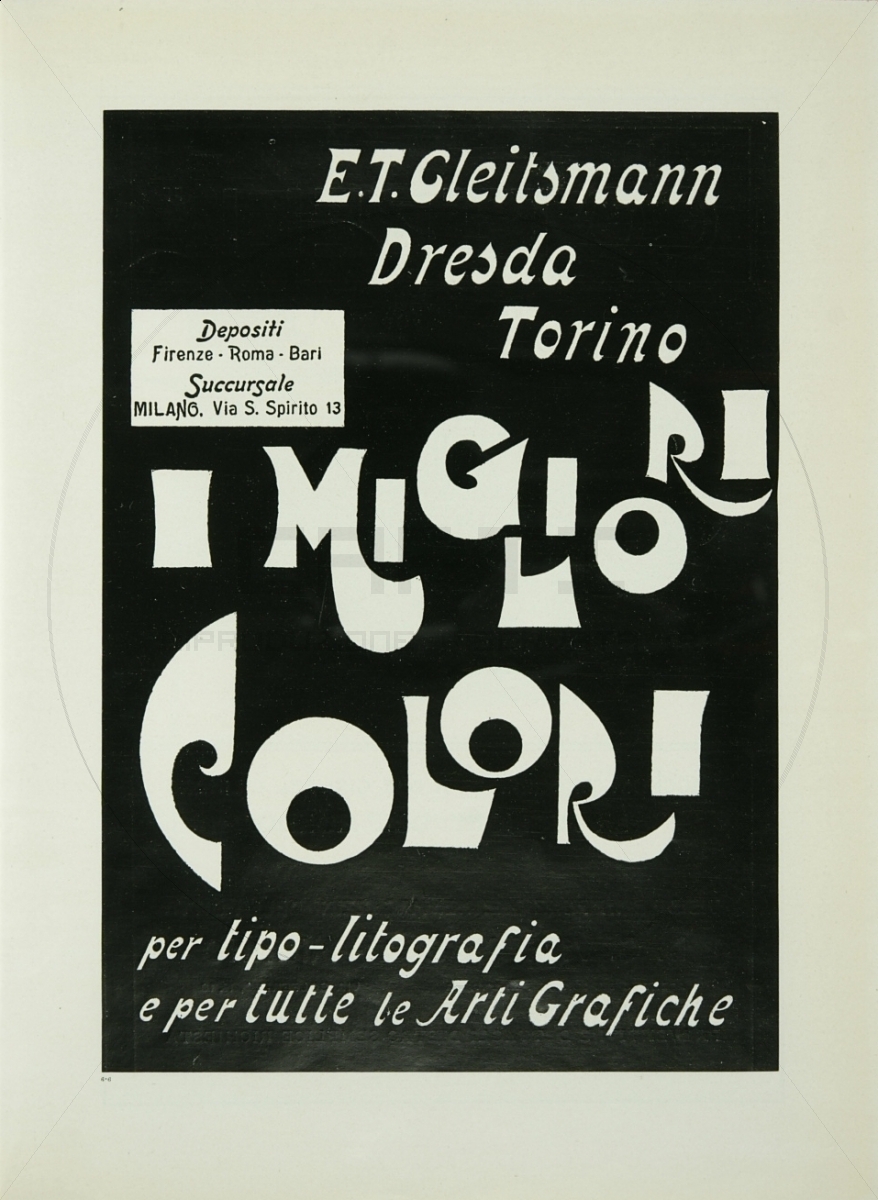 E.T. Gleitsmann
Dresda
Torino
Depositi
Firenze - Roma - Bari
Succursale
MILANO, Via S. Spirito 13
I MIGLIORI
COLORI
per tipo-litografia
e per tutte le Arti Grafiche